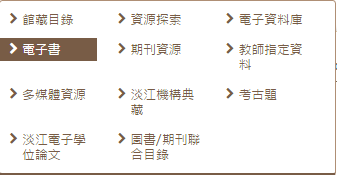 館藏目錄
資源探索
電子資料庫
電子書
期刊資源
教師指定資
料
多媒體資源
淡江機構典
藏
考古題
淡江電子學
位論文
圖書/期刊聯
合目錄